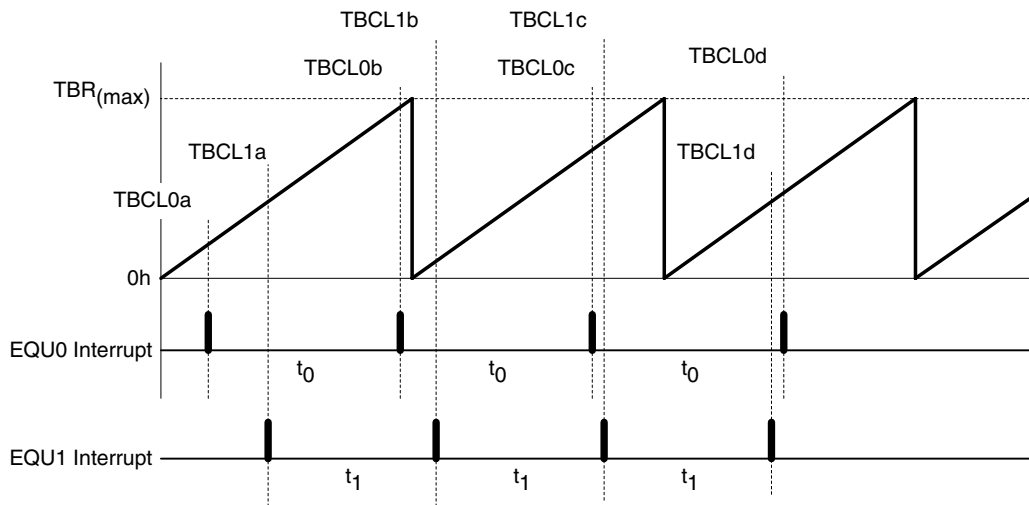 TBCL1b
TBCL1c
TBCL0b
TBCL0c
TBCL0d
TBR(max)
TBCL1a
TBCL1d
TBCL0a
0h
EQU0 Interrupt
t0
t0
t0
EQU1 Interrupt
t1
t1
t1